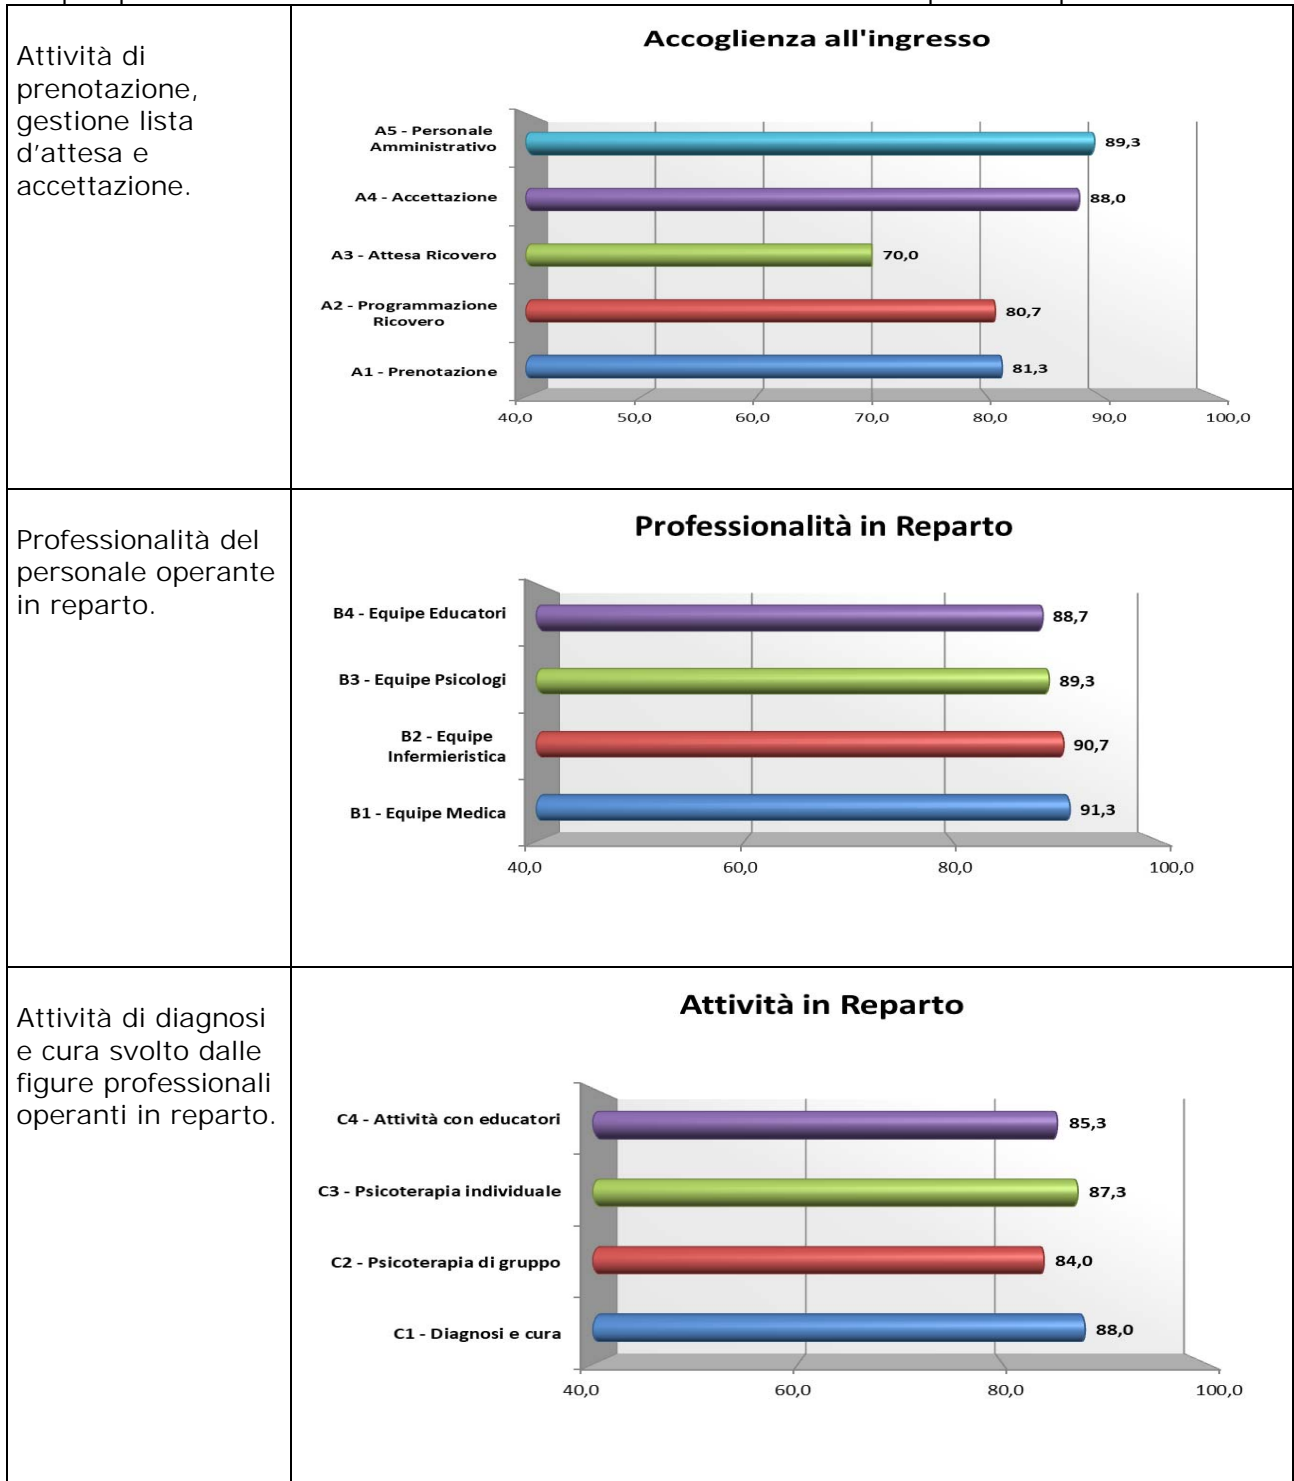 Attività di
prenotazione,
gestione lista
d’attesa e
accettazione.
Accoglienza all'ingresso
A5 - Personale
Amministrativo
89,3
A4 - Accettazione
88,0
A3 - Attesa Ricovero
70,0
A2 - Programmazione
Ricovero
80,7
A1 - Prenotazione
81,3
40,0 50,0 60,0 70,0 80,0 90,0 100,0
Professionalità del
personale operante
in reparto.
Professionalità in Reparto
B4 - Equipe Educatori
88,7
B3 - Equipe Psicologi
89,3
B2 - Equipe
Infermieristica
90,7
B1 - Equipe Medica
91,3
40,0 60,0 80,0 100,0
Attività di diagnosi
e cura svolto dalle
figure professionali
operanti in reparto.
Attività in Reparto
C4 - Attività con educatori
85,3
C3 - Psicoterapia individuale
87,3
C2 - Psicoterapia di gruppo
84,0
C1 - Diagnosi e cura
88,0
40,0 60,0 80,0 100,0